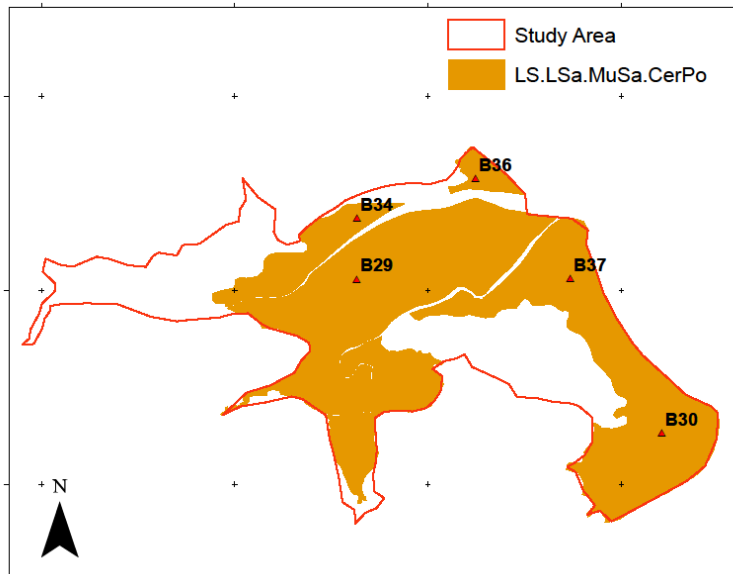 Study Area
LS.LSa.MuSa.CerPo
B36
B34
B29
B37
B30
N